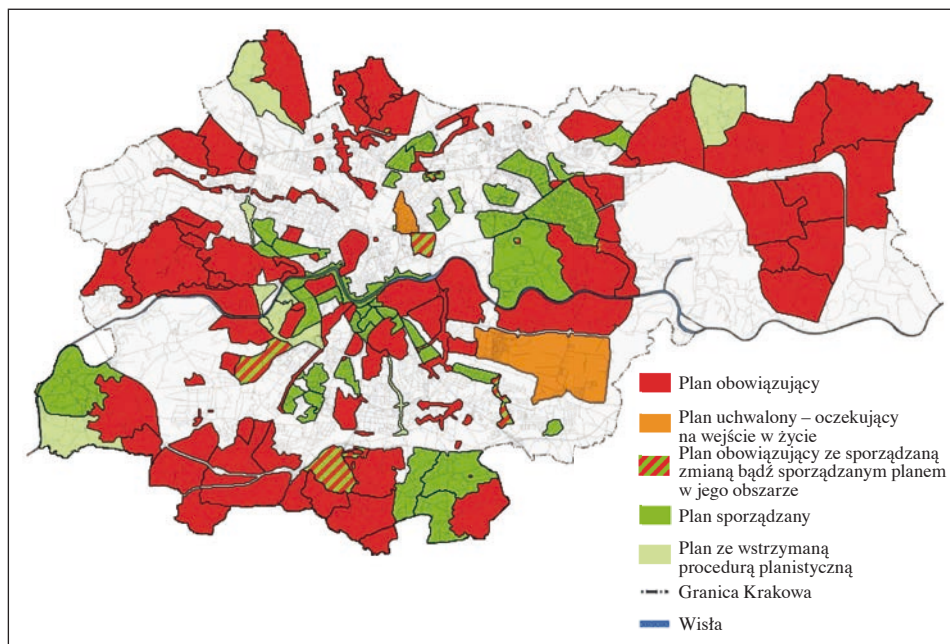 Plan obowiązujący
Plan uchwalony – oczekujący
na wejście w życie
Plan obowiązujący ze sporządzaną
zmianą bądź sporządzanym planem
w jego obszarze
Plan sporządzany
Plan ze wstrzymaną
procedurą planistyczną
Granica Krakowa
Wisła